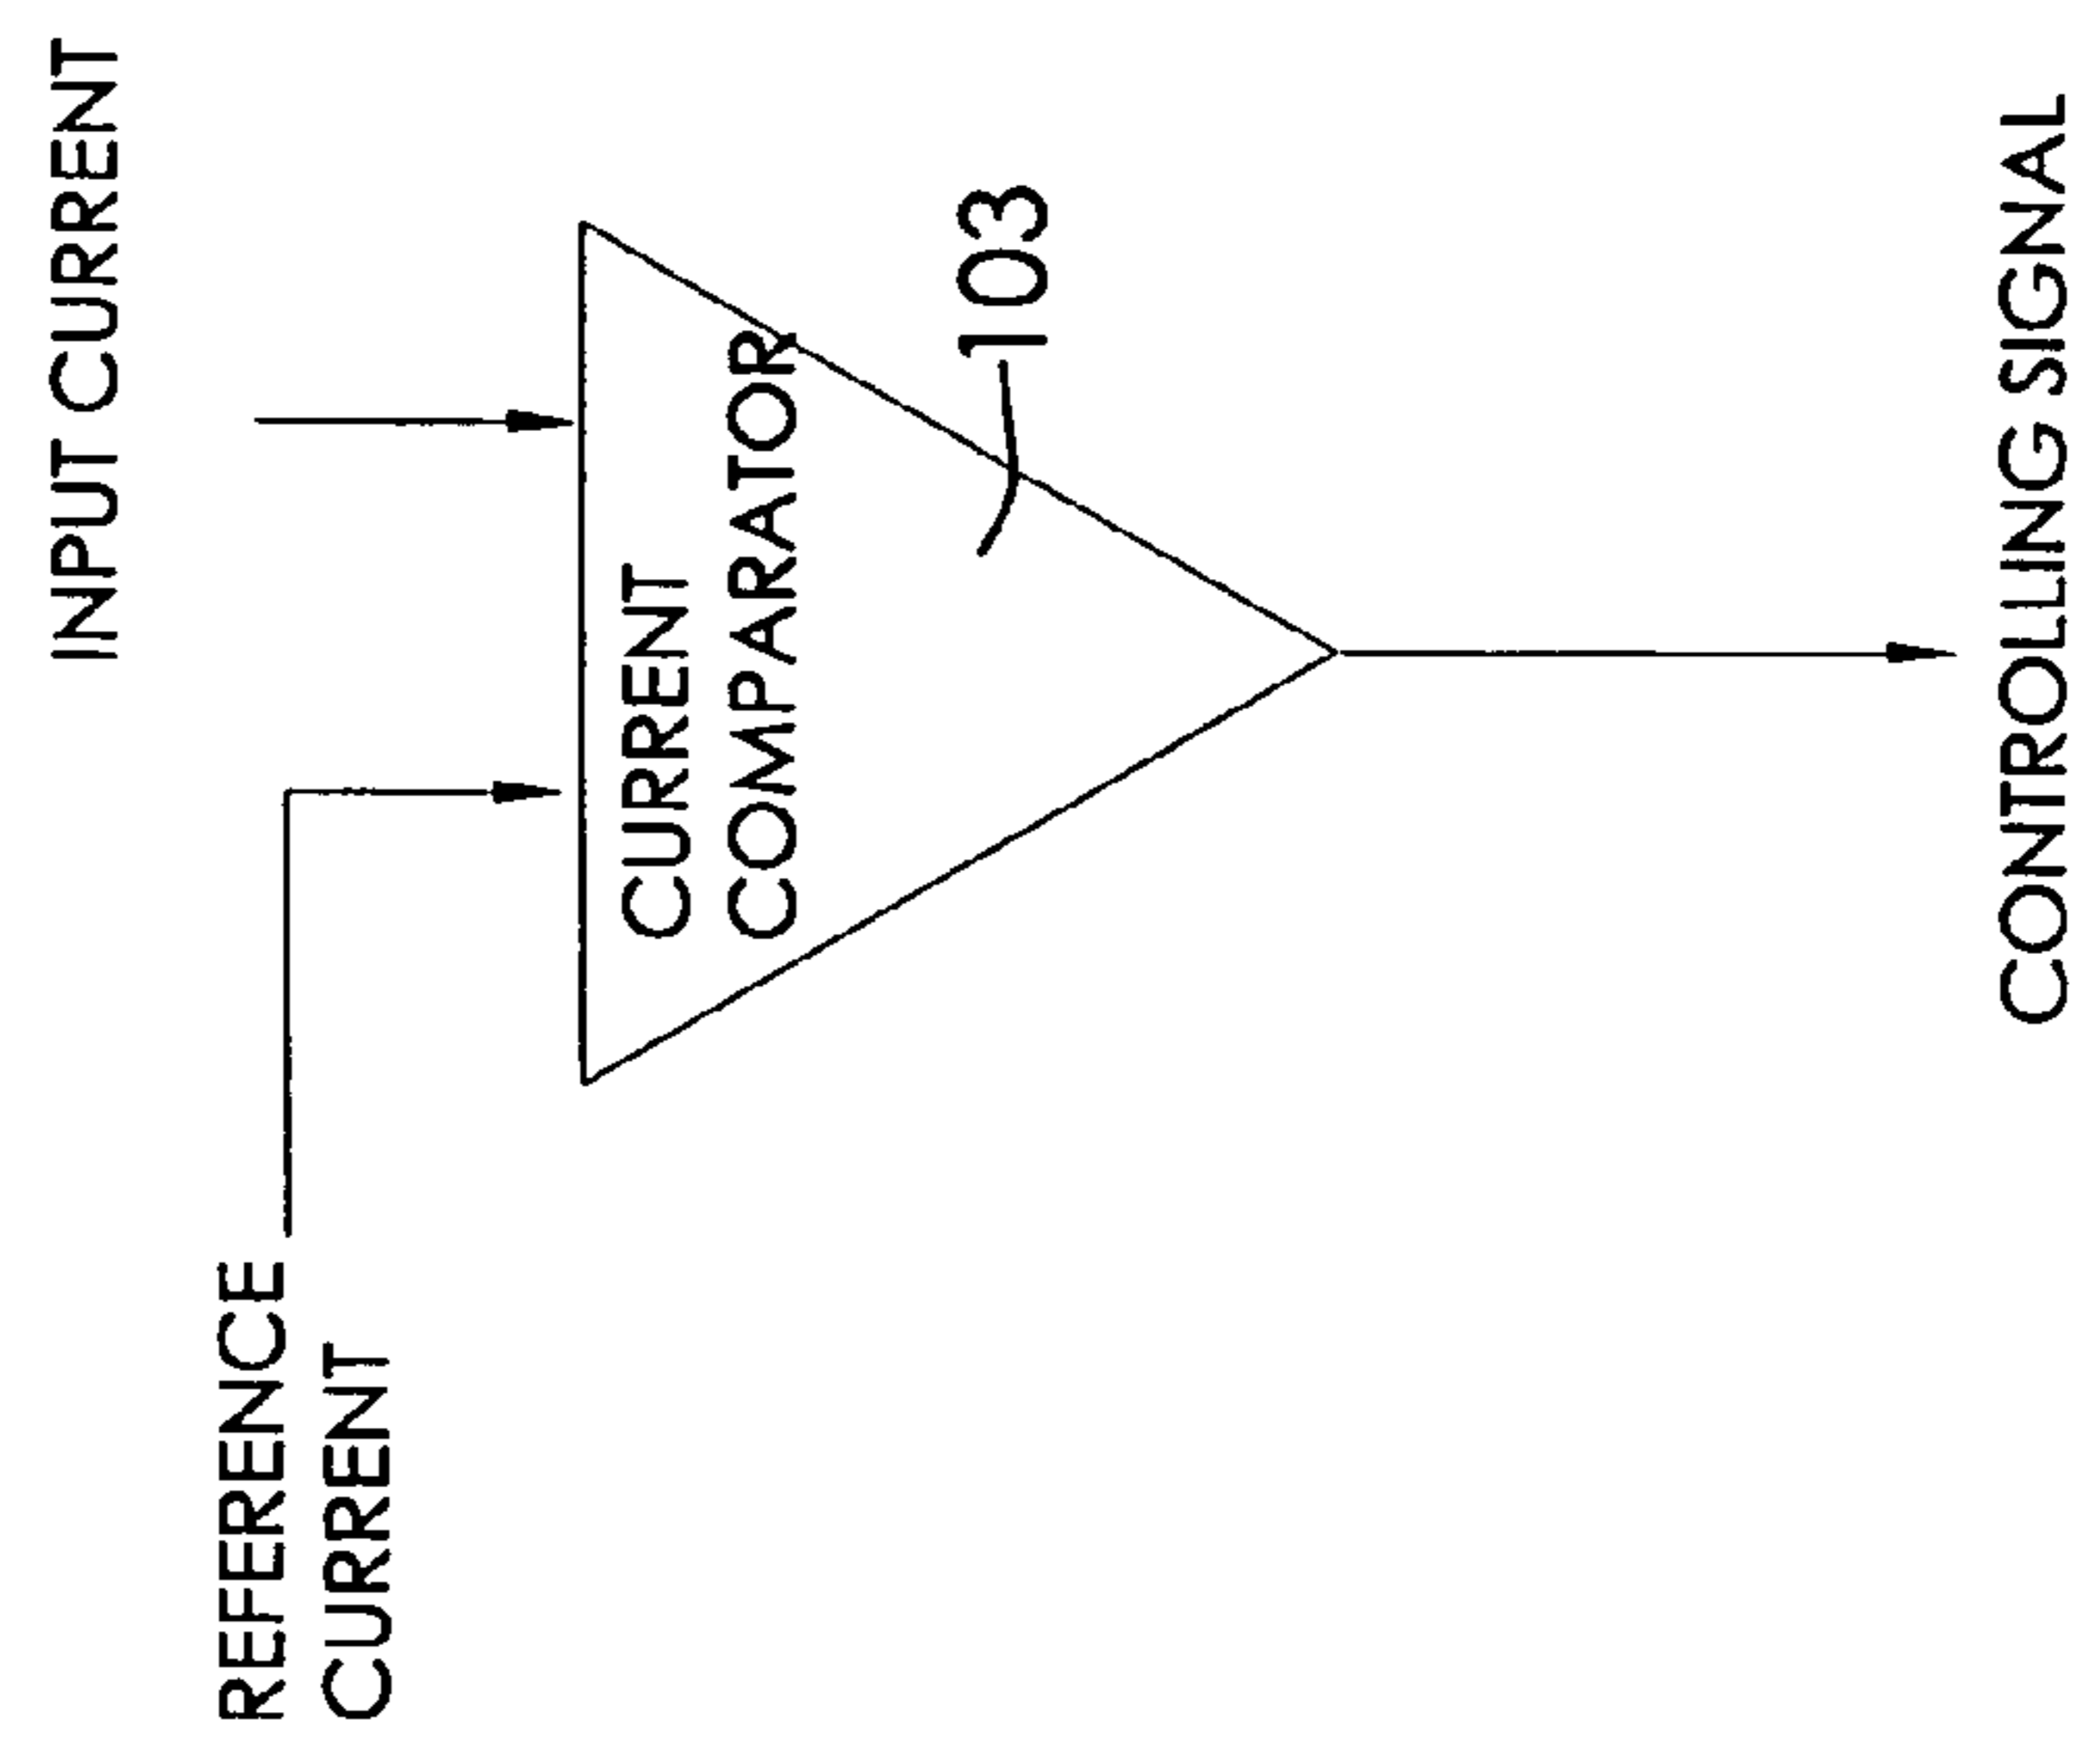 INPUT CURRENT
REFERENCE
CURRENT
CURRENT
COMPARATOR
103
CONTROLLING SIGNAL